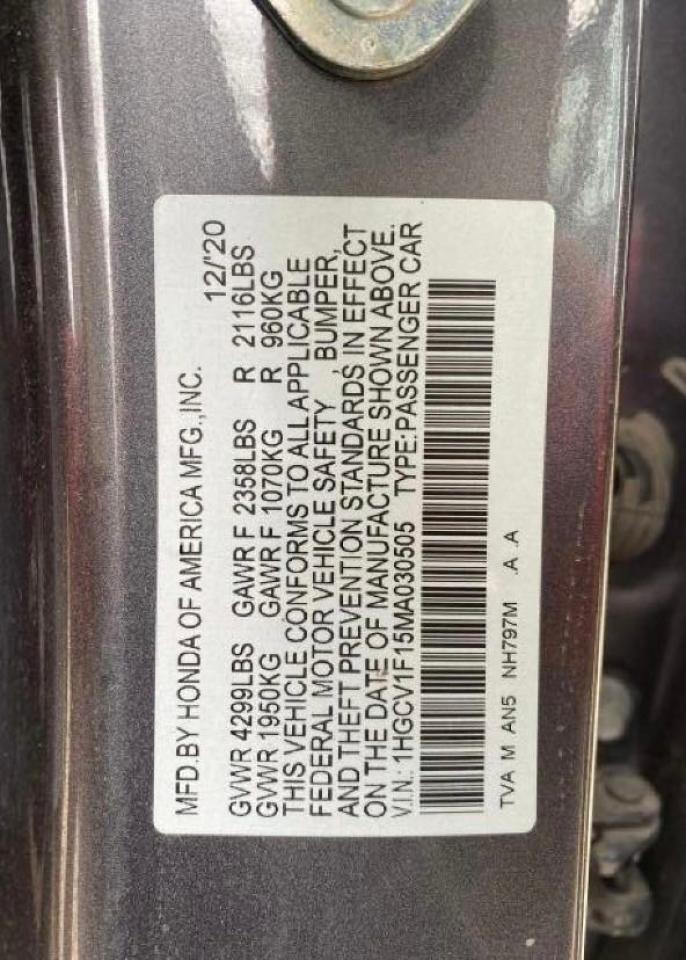 MFD.BY HONDA OF AMERICA MFG.,INC. 12/'20
GVWR 4299LBS GAWR F 2358LBS R 2116LBS
GVWR 1950KG GAWR F 1070KG R 960KG
THIS VEHICLE CONFORMS TO ALL APPLICABLE
FEDERAL MOTOR VEHICLE SAFETY , BUMPER,
AND THEFT PREVENTION STANDARDS IN EFFECT
ON THE DATE OF MANUFACTURE SHOWN ABOVE.
V.I.N.: 1HGCV1F15MA030505 TYPE:PASSENGER CAR
TVA M AN5 NH797M .A .A